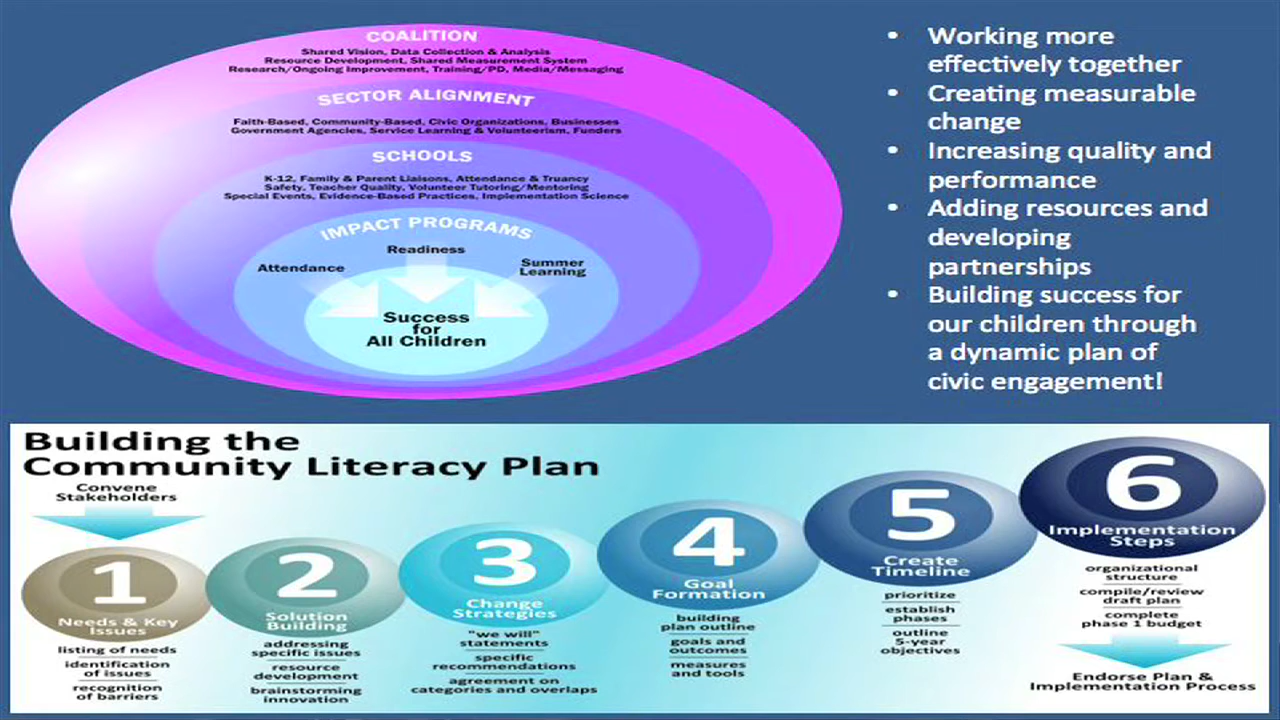 COALITION
Shared Vision, Data Collection & Analysis
Resource Development, Shared Measurement System
Research/Ongoing Improvement, Training/PD, Media/Messaging
SECTOR ALIGNMENT
Faith-Based, Community-Based, Civic Organizations, Businesses
Government Agencies, Service Learning & Volunteerism, Funders
SCHOOLS
K-12, Family & Parent Liaisons, Attendance & Truancy
Safety, Teacher Quality, Volunteer Tutoring/Mentoring
Special Events, Evidence-Based Practices, Implementation Science
IMPACT PROGRAMS
Readiness
Attendance
Summer
Learning
Success
for
All Children
• Working more
effectively together
• Creating measurable
change
• Increasing quality and
performance
• Adding resources and
developing
partnerships
• Building success for
our children through
a dynamic plan of
civic engagement!
Building the
Community Literacy Plan
Convene
Stakeholders
1
Needs & Key
Issues
listing of needs
identification
of issues
recognition
of barriers
2
Solution
Building
addressing
specific issues
resource
development
brainstorming
innovation
3
Change
Strategies
"we will"
statements
specific
recommendations
agreement on
categories and overlaps
4
Goal
Formation
building
plan outline
goals and
outcomes
measures
and tools
5
Create
Timeline
prioritize
establish
phases
outline
5-year
objectives
6
Implementation
Steps
organizational
structure
compile/review
draft plan
complete
phase 1 budget
Endorse Plan &
Implementation Process